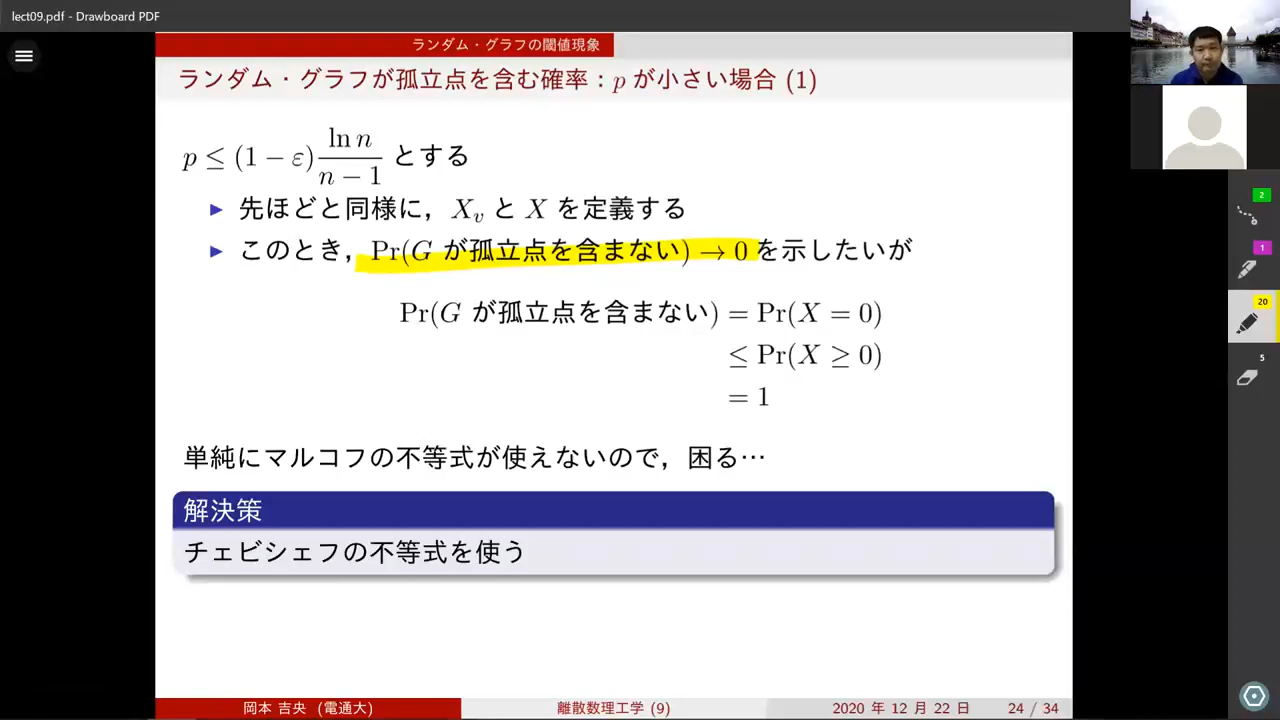 lect09.pdf - Drawboard PDF
ランダム・グラフの閾値現象
ランダム・グラフが孤立点を含む確率：p が小さい場合 (1)
p ≤ (1 − ε) ln n / (n − 1) とする
▶ 先ほどと同様に，X_v と X を定義する
▶ このとき，Pr(G が孤立点を含まない) → 0 を示したいが
Pr(G が孤立点を含まない) = Pr(X = 0)
≤ Pr(X ≥ 0)
= 1
単純にマルコフの不等式が使えないので，困る…
解決策
チェビシェフの不等式を使う
岡本 吉央 (電通大)
離散数理工学 (9)
2020 年 12 月 22 日
24 / 34
2
1
20
5